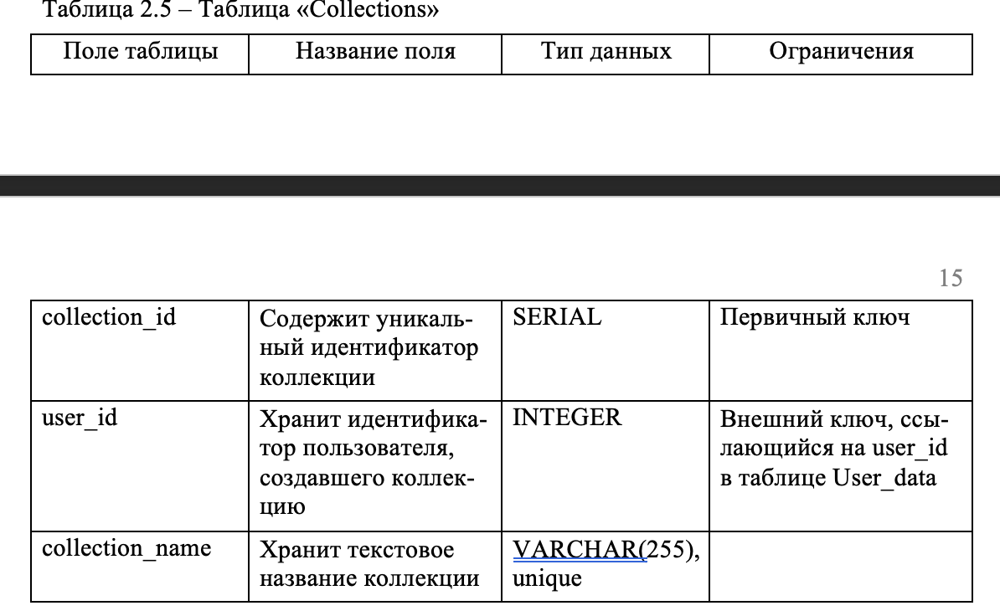 Таблица 2.5 – Таблица «Collections»
Поле таблицы Название поля Тип данных Ограничения
15
collection_id
Содержит уникаль-
ный идентификатор
коллекции
SERIAL
Первичный ключ
user_id
Хранит идентифика-
тор пользователя,
создавшего коллек-
цию
INTEGER
Внешний ключ, ссы-
лающийся на user_id
в таблице User_data
collection_name
Хранит текстовое
название коллекции
VARCHAR(255),
unique